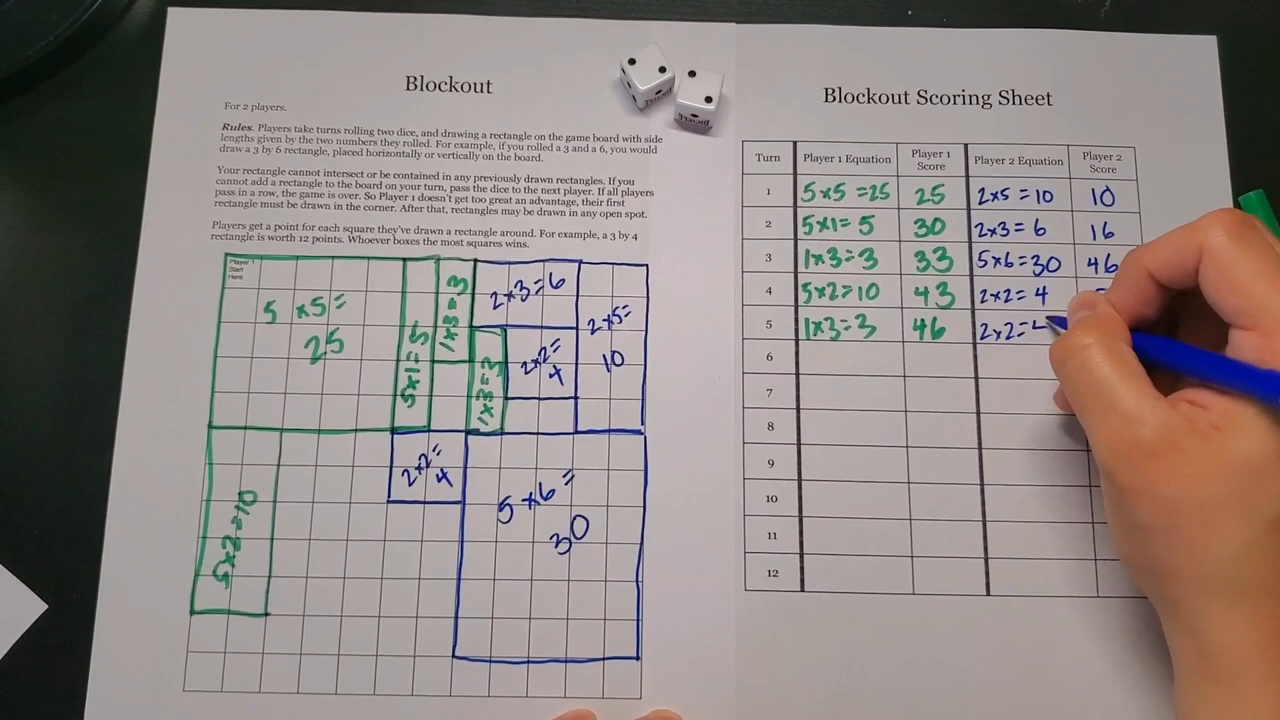 Blockout
For 2 players.
Rules. Players take turns rolling two dice, and drawing a rectangle on the game board with side
lengths given by the two numbers they rolled. For example, if you rolled a 3 and a 6, you would
draw a 3 by 6 rectangle, placed horizontally or vertically on the board.
Your rectangle cannot intersect or be contained in any previously drawn rectangles. If you
cannot add a rectangle to the board on your turn, pass the dice to the next player. If all players
pass in a row, the game is over. So Player 1 doesn't get too great an advantage, their first
rectangle must be drawn in the corner. After that, rectangles may be drawn in any open spot.
Players get a point for each square they've drawn a rectangle around. For example, a 3 by 4
rectangle is worth 12 points. Whoever boxes the most squares wins.
Player 1
Start
Here
5 x5=
25
5x1=5
1x3=3
2x3=6
2x5=
10
2x2=
4
1x3=3
2x2=
4
5x6=
30
5x2=10
Blockout Scoring Sheet
Turn Player 1 Equation Player 1 Score Player 2 Equation Player 2 Score
1 5x5=25 25 2x5=10 10
2 5x1=5 30 2x3=6 16
3 1x3=3 33 5x6=30 46
4 5x2=10 43 2x2=4
5 1x3=3 46 2x2=4
6
7
8
9
10
11
12